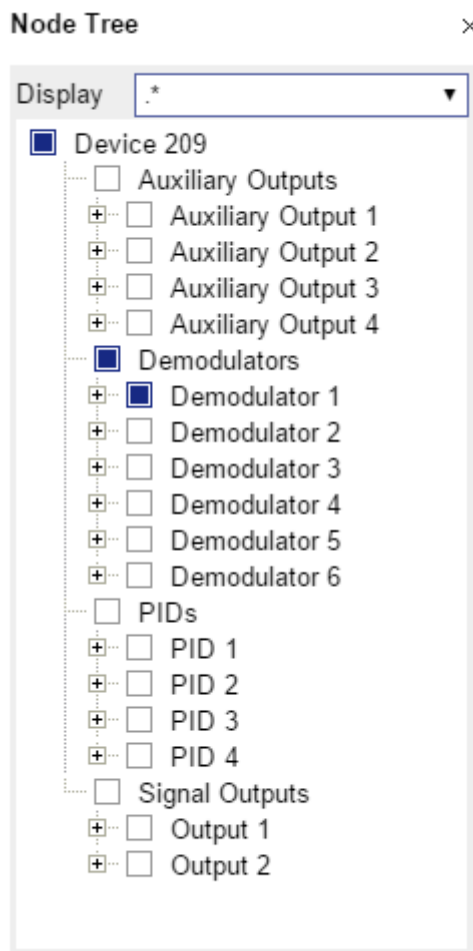 Node Tree
Display .*
Device 209
Auxiliary Outputs
Auxiliary Output 1
Auxiliary Output 2
Auxiliary Output 3
Auxiliary Output 4
Demodulators
Demodulator 1
Demodulator 2
Demodulator 3
Demodulator 4
Demodulator 5
Demodulator 6
PIDs
PID 1
PID 2
PID 3
PID 4
Signal Outputs
Output 1
Output 2